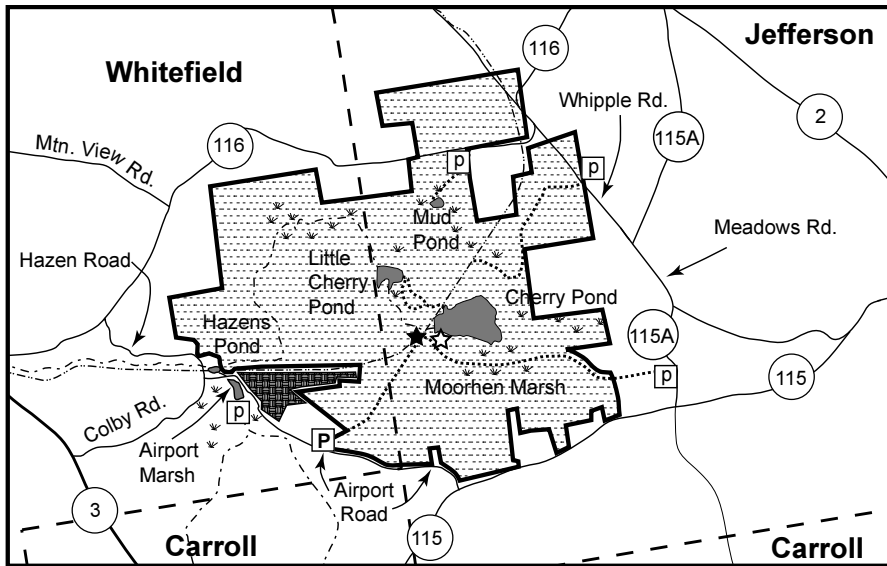 Jefferson
116
Whitefield
Whipple Rd.
2
115A
Mtn. View Rd.
116
p
p
Mud
Pond
Meadows Rd.
Hazen Road
Little
Cherry
Pond
Cherry Pond
Hazens
Pond
115A
p
115
Moorhen Marsh
Colby Rd.
p
Airport
Marsh
P
Airport
Road
3
115
Carroll
Carroll